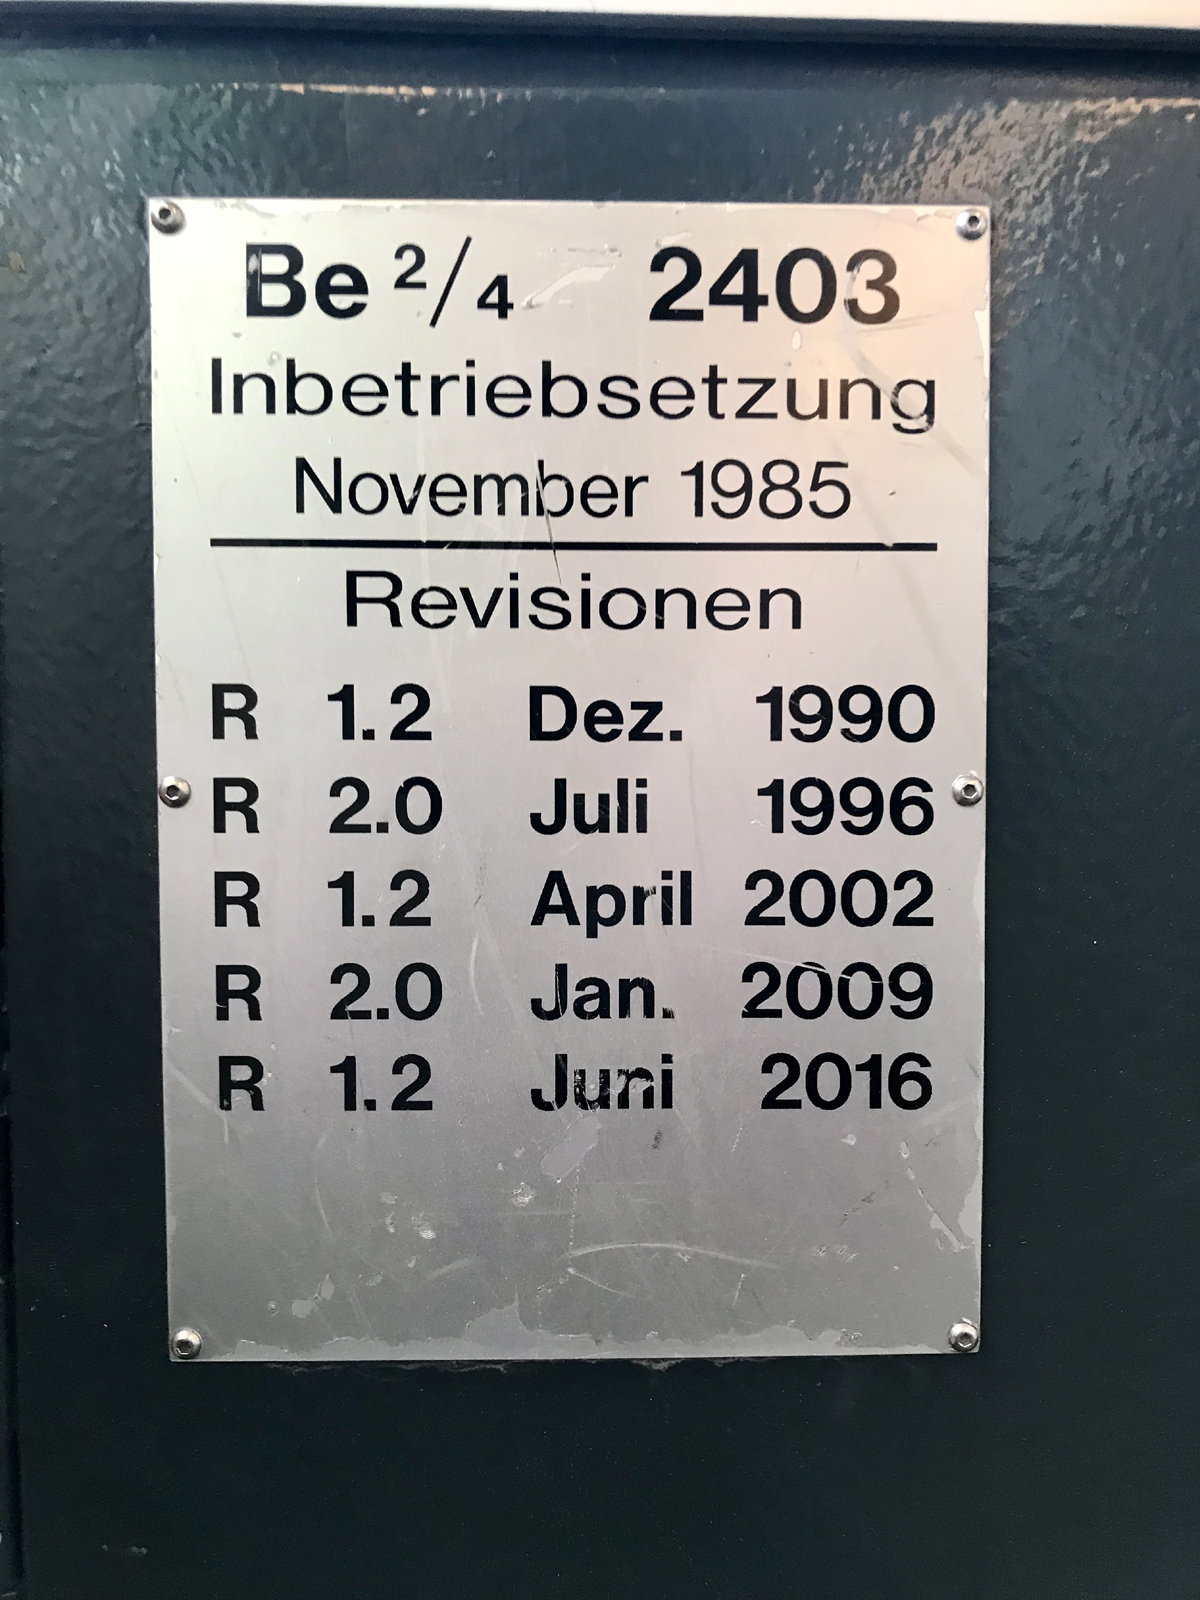 Be 2/4 2403
Inbetriebsetzung
November 1985
Revisionen
R 1.2 Dez. 1990
R 2.0 Juli 1996
R 1.2 April 2002
R 2.0 Jan. 2009
R 1.2 Juni 2016